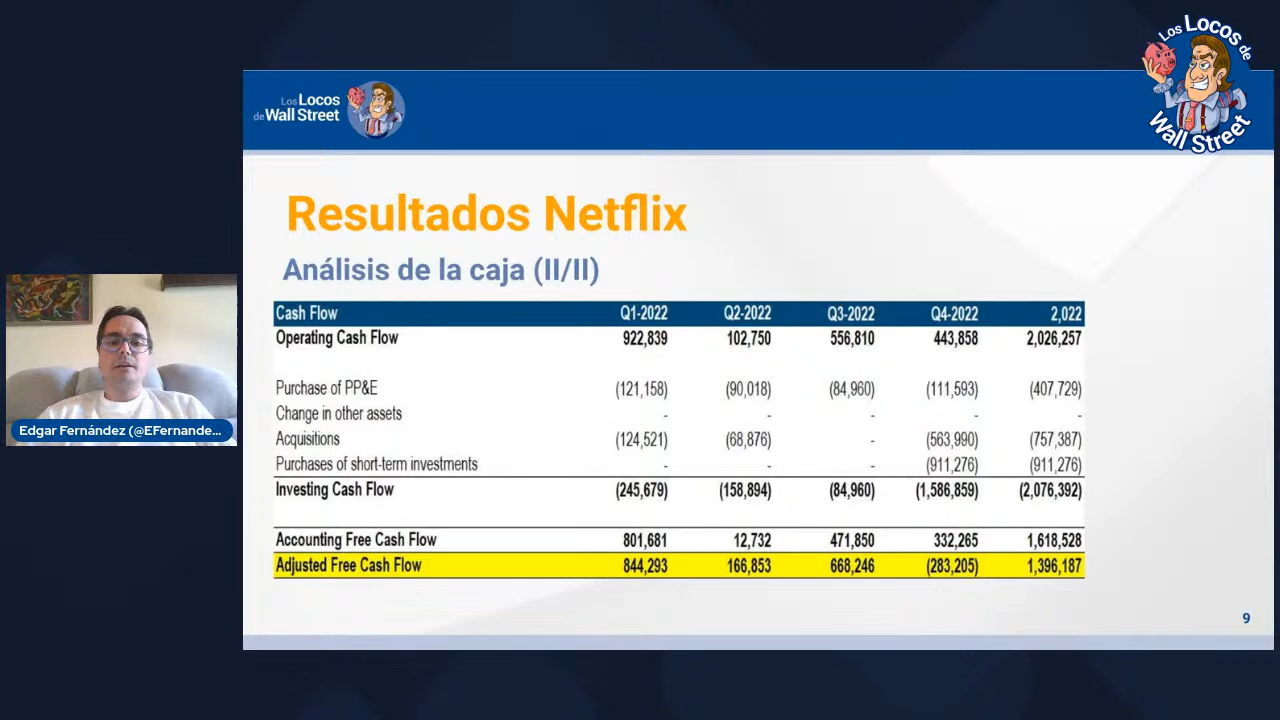 Los Locos de
Wall Street
Los Locos
de Wall Street
Resultados Netflix
Análisis de la caja (II/II)
Cash Flow Q1-2022 Q2-2022 Q3-2022 Q4-2022 2,022
Operating Cash Flow 922,839 102,750 556,810 443,858 2,026,257
Purchase of PP&E (121,158) (90,018) (84,960) (111,593) (407,729)
Change in other assets - - - - -
Acquisitions (124,521) (68,876) - (563,990) (757,387)
Purchases of short-term investments - - - (911,276) (911,276)
Investing Cash Flow (245,679) (158,894) (84,960) (1,586,859) (2,076,392)
Accounting Free Cash Flow 801,681 12,732 471,850 332,265 1,618,528
Adjusted Free Cash Flow 844,293 166,853 668,246 (283,205) 1,396,187
Edgar Fernández (@EFernande...
9